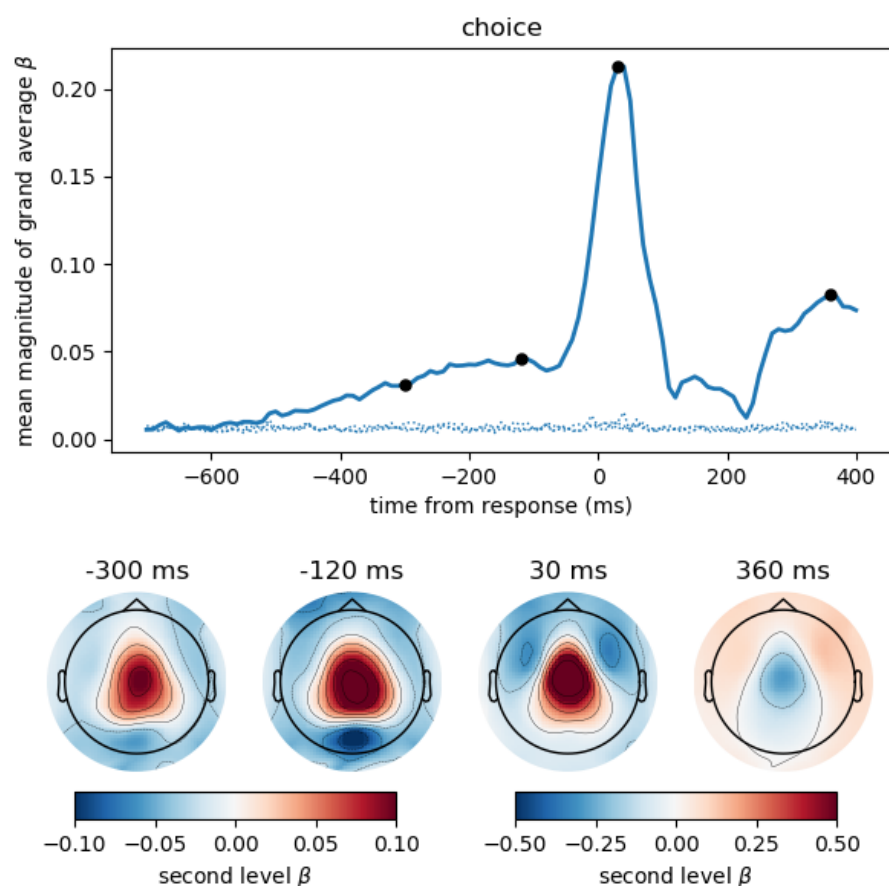 choice
mean magnitude of grand average β
0.20
0.15
0.10
0.05
0.00
−600 −400 −200 0 200 400
time from response (ms)
-300 ms -120 ms 30 ms 360 ms
−0.10 −0.05 0.00 0.05 0.10 −0.50 −0.25 0.00 0.25 0.50
second level β second level β